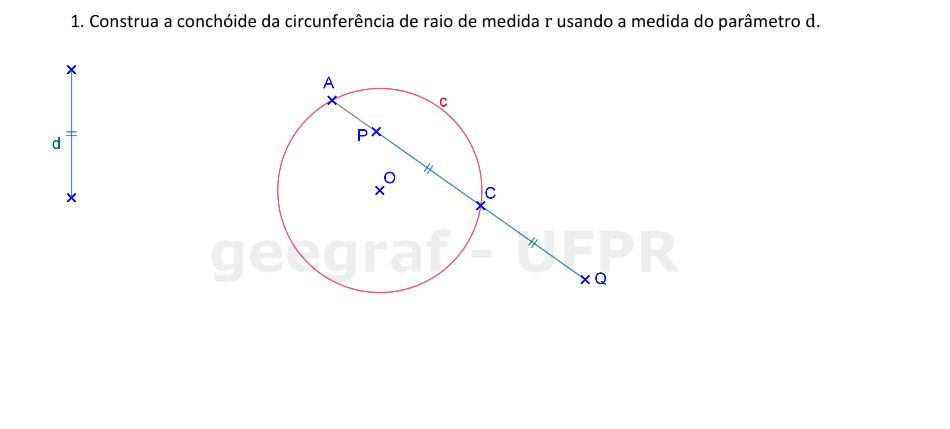 1. Construa a conchóide da circunferência de raio de medida r usando a medida do parâmetro d.
A
c
P
d
O
C
geegraf - UFPR
Q